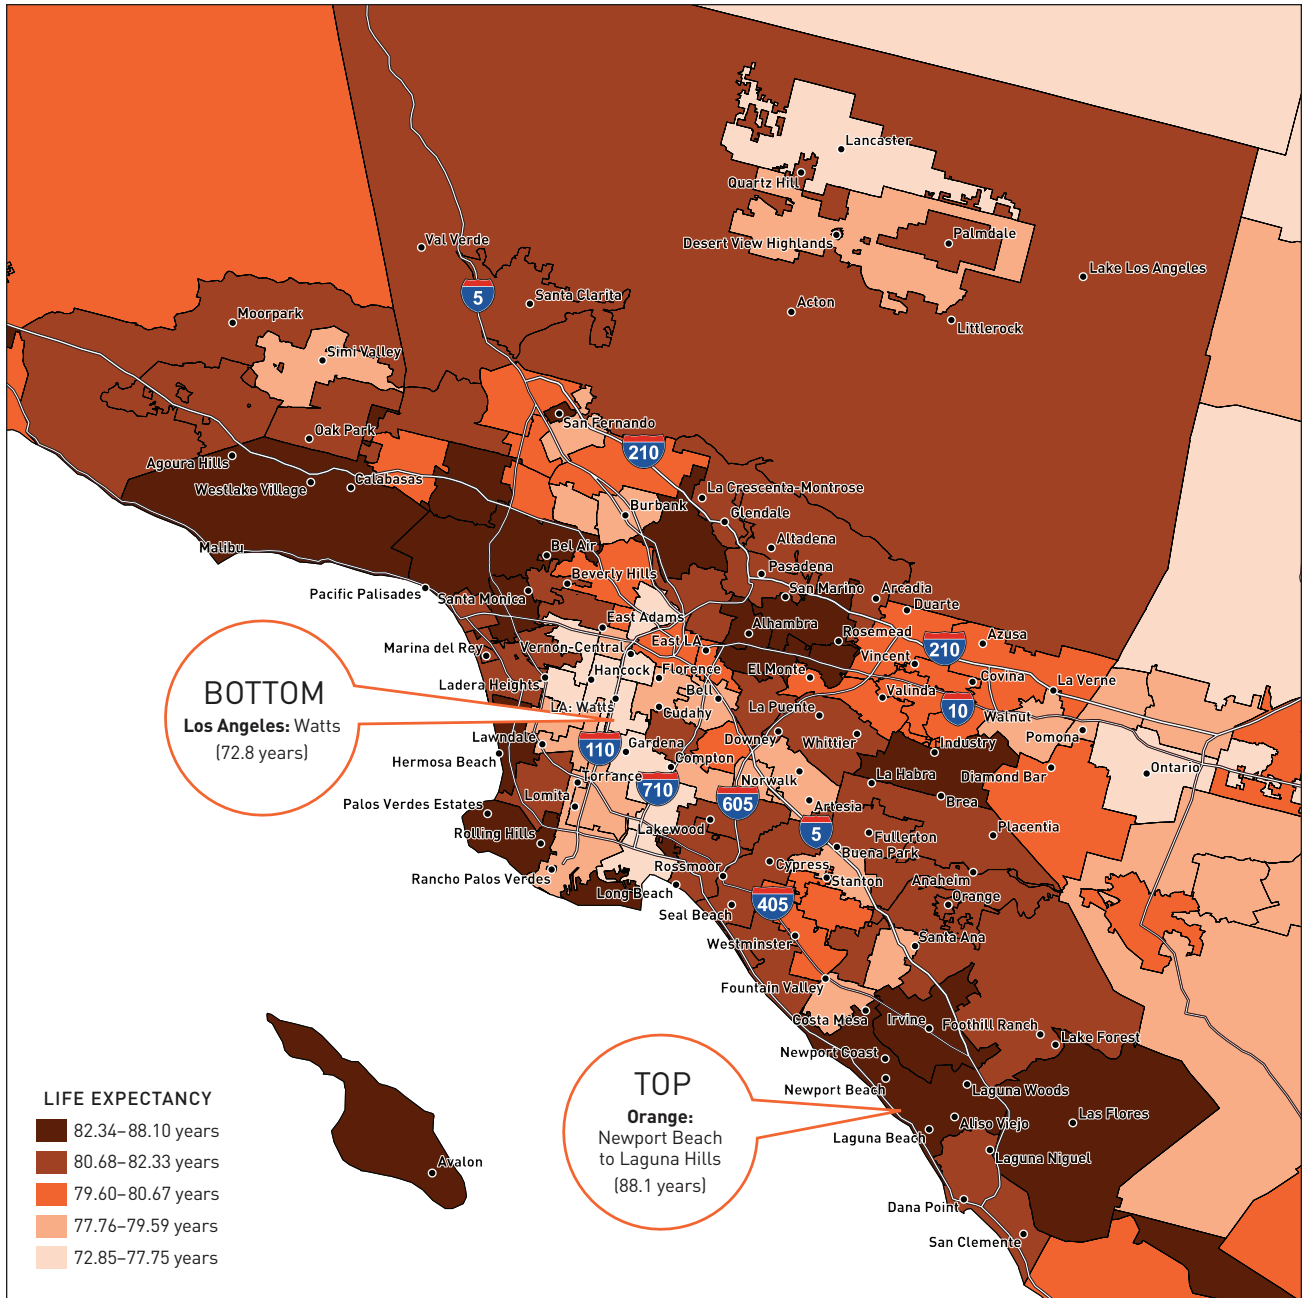 Lancaster
Quartz Hill
Desert View Highlands
Palmdale
Val Verde
Lake Los Angeles
5
Santa Clarita
Acton
Moorpark
Littlerock
Simi Valley
San Fernando
Oak Park
210
Agoura Hills
Westlake Village
Calabasas
La Crescenta-Montrose
Burbank
Glendale
Altadena
Malibu
Bel Air
Pasadena
Beverly Hills
Pacific Palisades
Santa Monica
San Marino
Arcadia
Duarte
East Adams
Alhambra
Rosemead
Azusa
Marina del Rey
Vernon-Central
East LA
210
Vincent
Hancock
Florence
El Monte
Covina
La Verne
Ladera Heights
Bell
Valinda
BOTTOM
Los Angeles: Watts
(72.8 years)
LA: Watts
Cudahy
La Puente
10
Walnut
Lawndale
110
Gardena
Downey
Whittier
Industry
Pomona
Hermosa Beach
Compton
Torrance
Norwalk
La Habra
Diamond Bar
Ontario
710
Palos Verdes Estates
Lomita
605
Artesia
Brea
Rolling Hills
Lakewood
5
Fullerton
Placentia
Buena Park
Rancho Palos Verdes
Rossmoor
Cypress
Stanton
Anaheim
Long Beach
Orange
Seal Beach
405
Westminster
Santa Ana
Fountain Valley
Costa Mesa
Irvine
Foothill Ranch
Lake Forest
Newport Coast
Newport Beach
Laguna Woods
TOP
Orange:
Newport Beach
to Laguna Hills
(88.1 years)
Las Flores
Aliso Viejo
Laguna Beach
Laguna Niguel
Avalon
Dana Point
San Clemente
LIFE EXPECTANCY
82.34–88.10 years
80.68–82.33 years
79.60–80.67 years
77.76–79.59 years
72.85–77.75 years